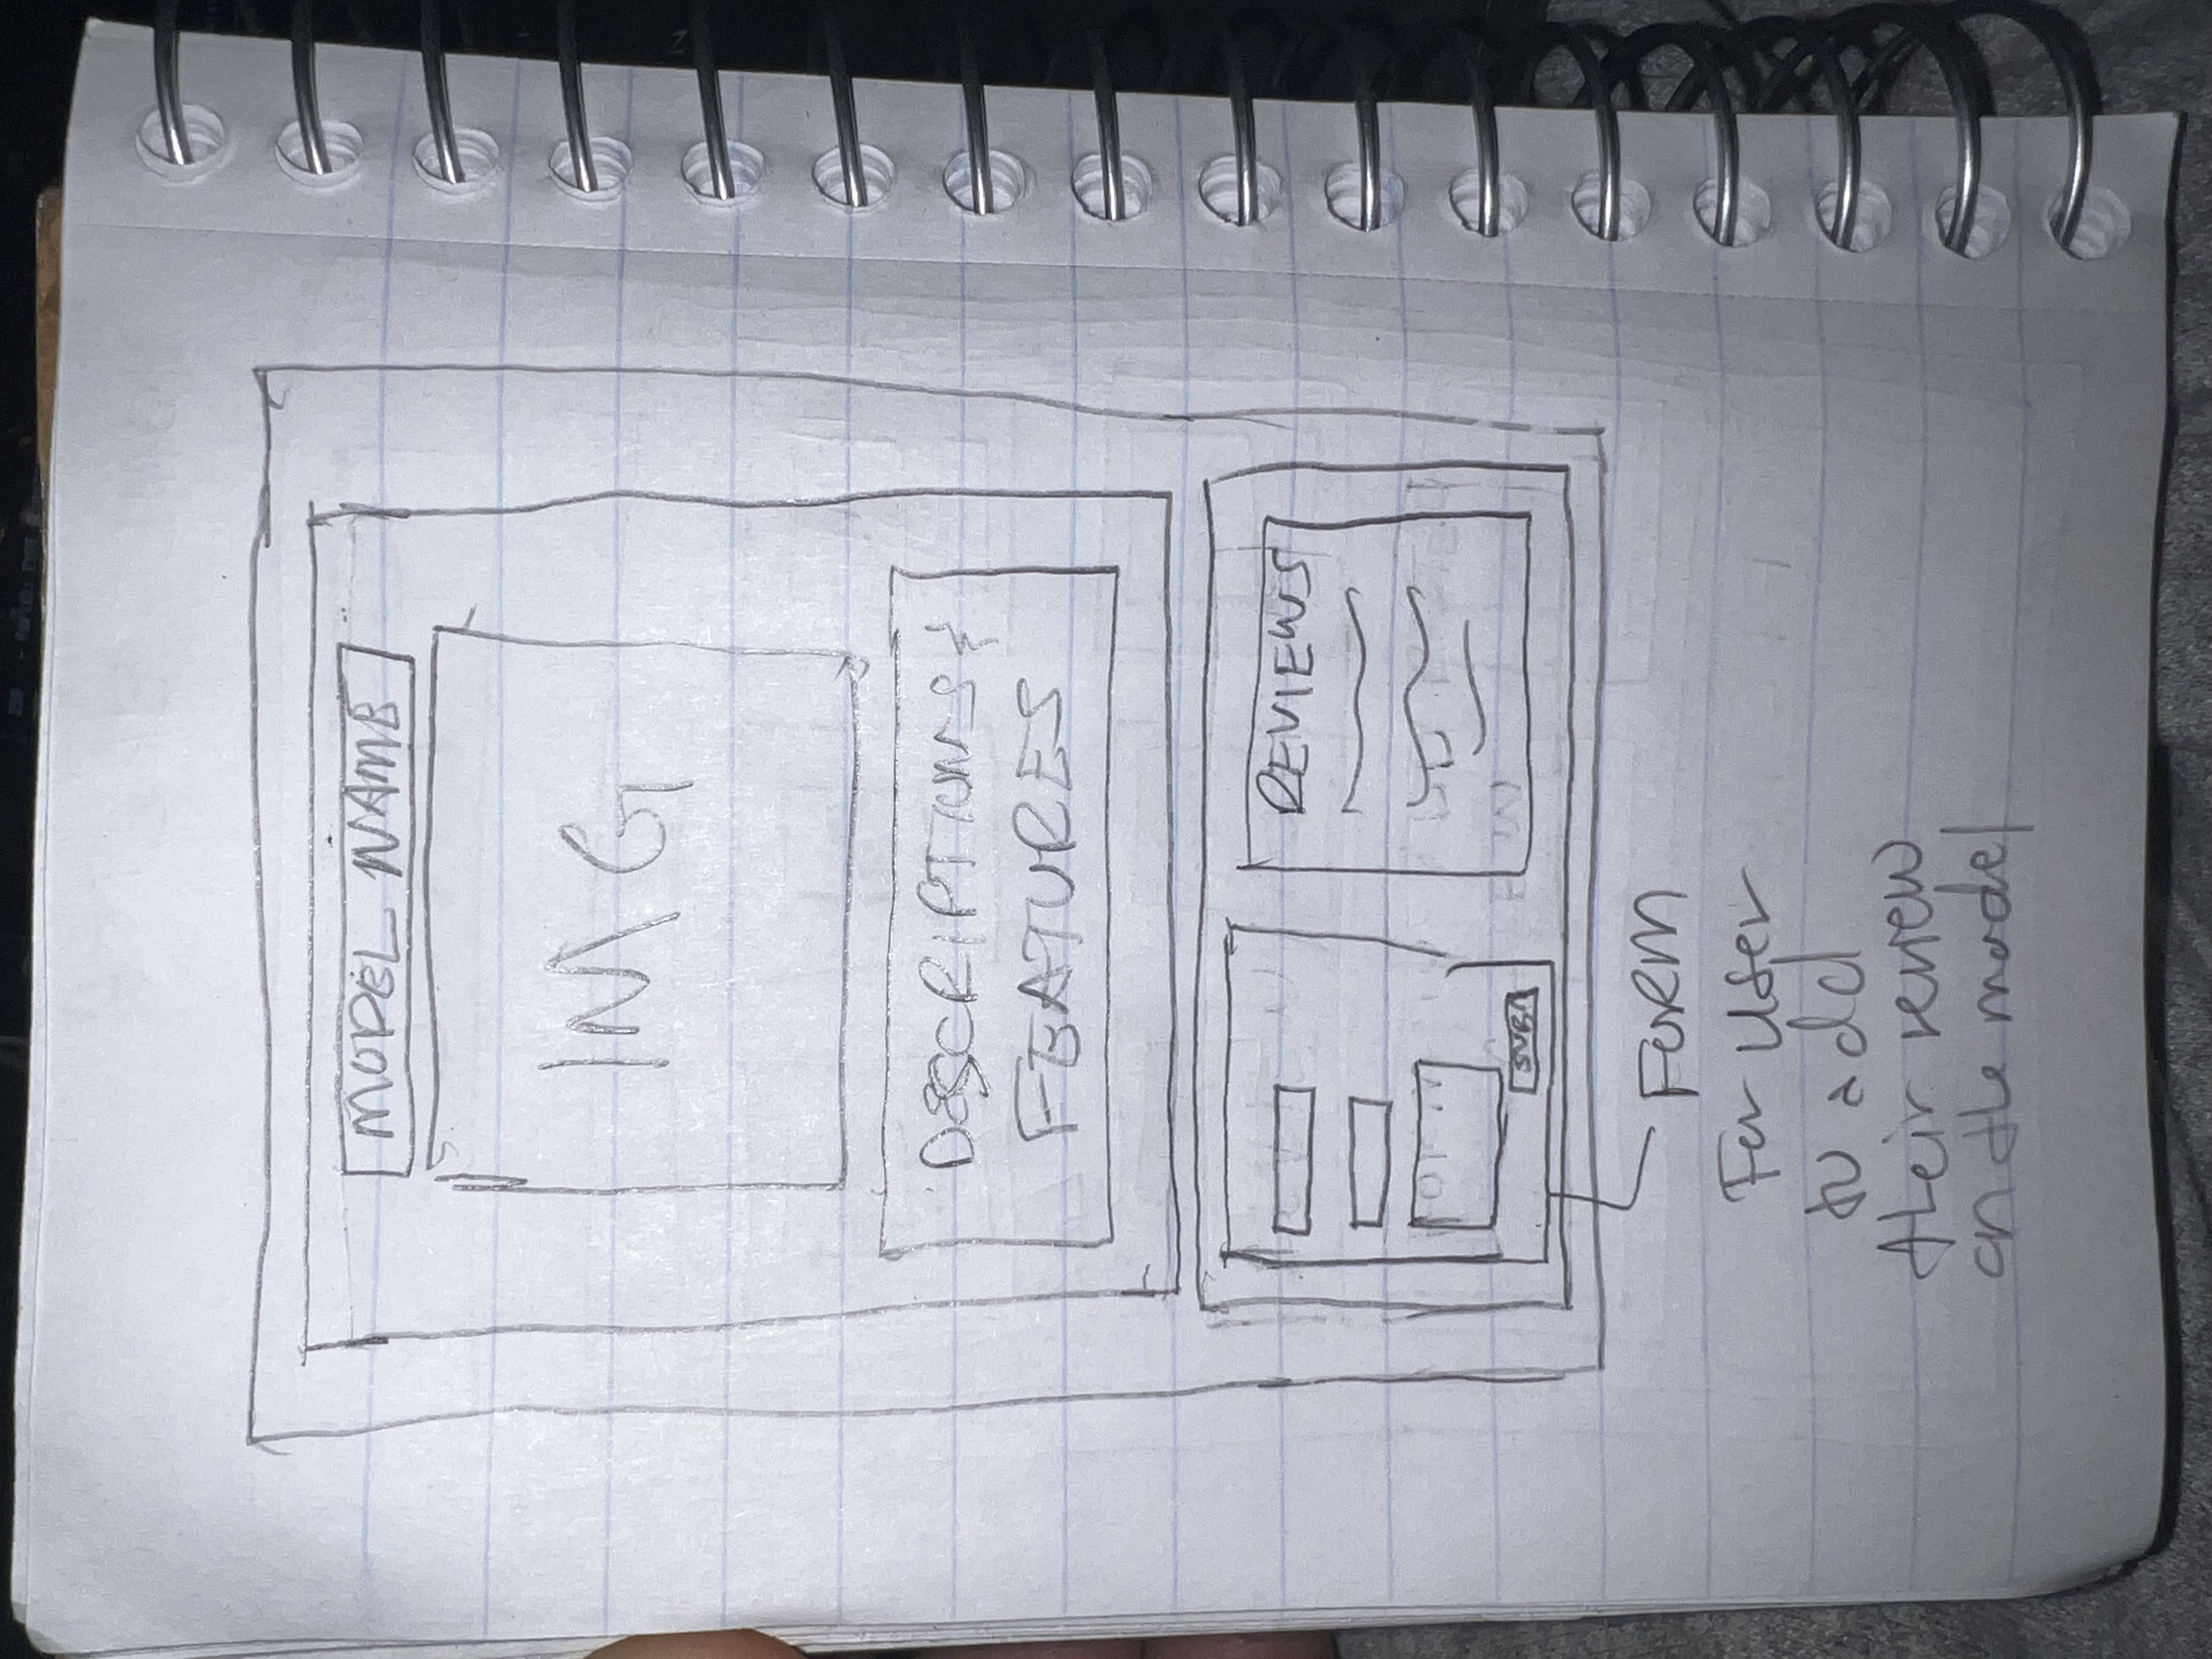 MODEL NAME
IMG
DESCRIPTIONS &
FEATURES
REVIEWS
SUBM
FORM
For user
to add
their review
on the model